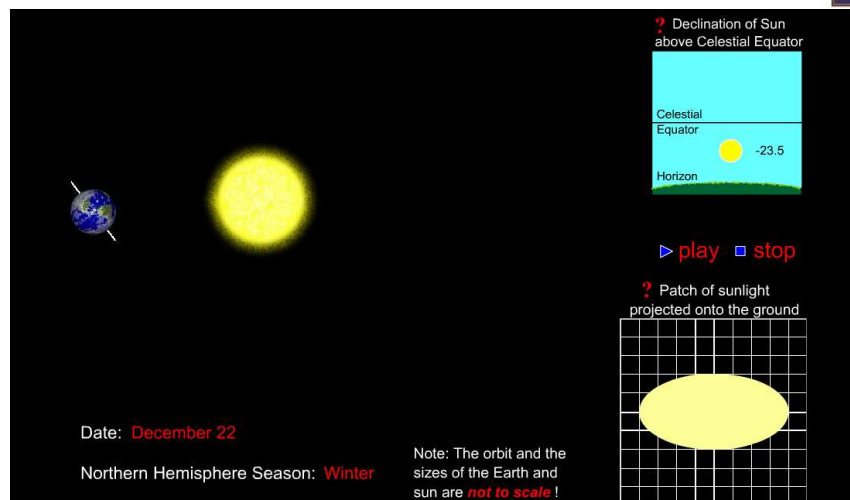 ? Declination of Sun
above Celestial Equator
Celestial
Equator
-23.5
Horizon
play stop
? Patch of sunlight
projected onto the ground
Date: December 22
Northern Hemisphere Season: Winter
Note: The orbit and the
sizes of the Earth and
sun are not to scale !